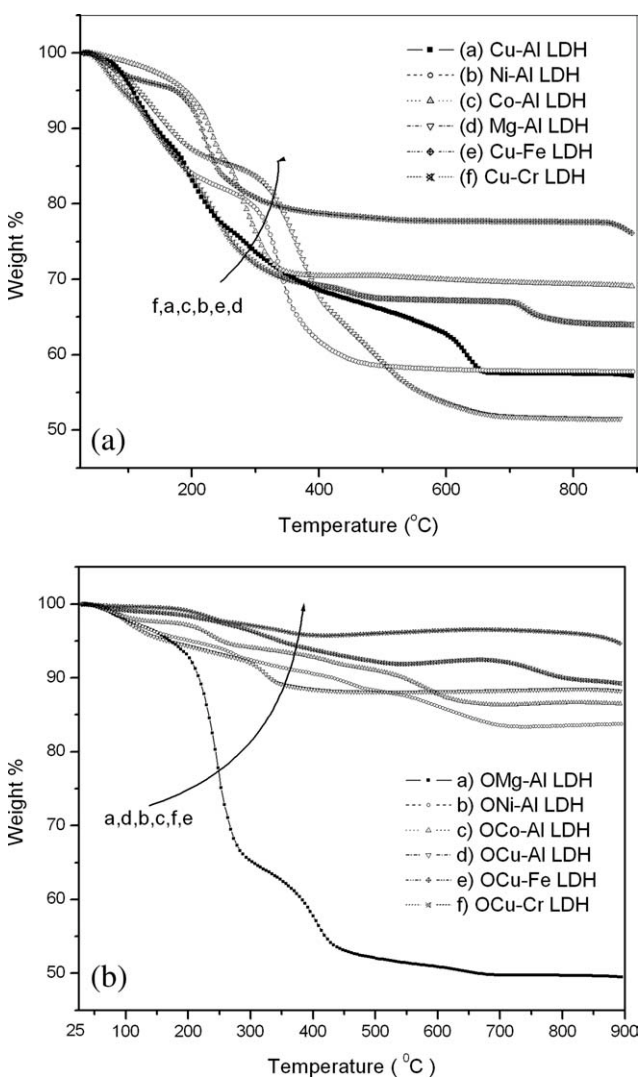 100
90
80
70
60
50
Weight %
(a) Cu-Al LDH
(b) Ni-Al LDH
(c) Co-Al LDH
(d) Mg-Al LDH
(e) Cu-Fe LDH
(f) Cu-Cr LDH
f,a,c,b,e,d
(a)
200 400 600 800
Temperature (°C)
100
90
80
70
60
50
Weight %
a,d,b,c,f,e
a) OMg-Al LDH
b) ONi-Al LDH
c) OCo-Al LDH
d) OCu-Al LDH
e) OCu-Fe LDH
f) OCu-Cr LDH
(b)
25 100 200 300 400 500 600 700 800 900
Temperature (°C)